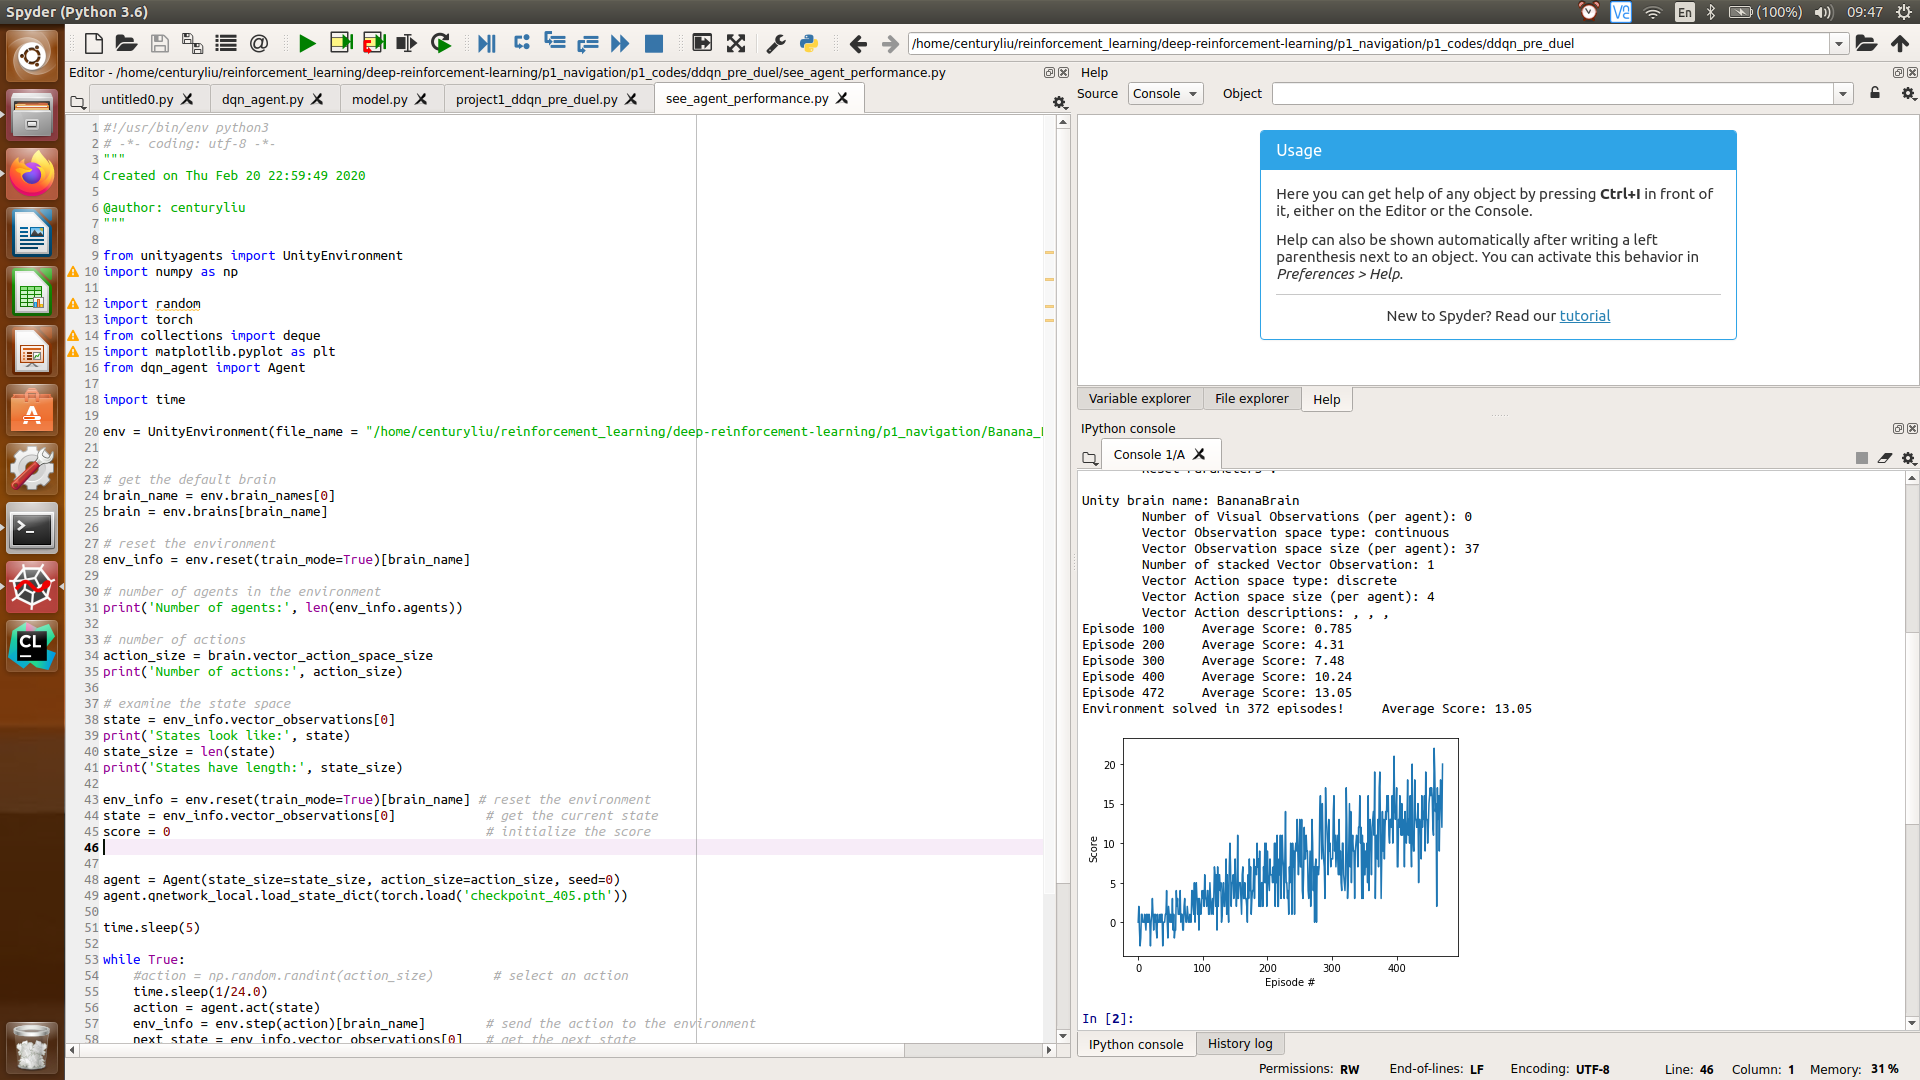 Spyder (Python 3.6)
En
(100%)
09:47
/home/centuryliu/reinforcement_learning/deep-reinforcement-learning/p1_navigation/p1_codes/ddqn_pre_duel
Editor - /home/centuryliu/reinforcement_learning/deep-reinforcement-learning/p1_navigation/p1_codes/ddqn_pre_duel/see_agent_performance.py
untitled0.py
dqn_agent.py
model.py
project1_ddqn_pre_duel.py
see_agent_performance.py
1 #!/usr/bin/env python3
2 # -*- coding: utf-8 -*-
3 """
4 Created on Thu Feb 20 22:59:49 2020
5
6 @author: centuryliu
7 """
8
9 from unityagents import UnityEnvironment
10 import numpy as np
11
12 import random
13 import torch
14 from collections import deque
15 import matplotlib.pyplot as plt
16 from dqn_agent import Agent
17
18 import time
19
20 env = UnityEnvironment(file_name = "/home/centuryliu/reinforcement_learning/deep-reinforcement-learning/p1_navigation/Banana_
21
22
23 # get the default brain
24 brain_name = env.brain_names[0]
25 brain = env.brains[brain_name]
26
27 # reset the environment
28 env_info = env.reset(train_mode=True)[brain_name]
29
30 # number of agents in the environment
31 print('Number of agents:', len(env_info.agents))
32
33 # number of actions
34 action_size = brain.vector_action_space_size
35 print('Number of actions:', action_size)
36
37 # examine the state space
38 state = env_info.vector_observations[0]
39 print('States look like:', state)
40 state_size = len(state)
41 print('States have length:', state_size)
42
43 env_info = env.reset(train_mode=True)[brain_name] # reset the environment
44 state = env_info.vector_observations[0] # get the current state
45 score = 0 # initialize the score
46
47
48 agent = Agent(state_size=state_size, action_size=action_size, seed=0)
49 agent.qnetwork_local.load_state_dict(torch.load('checkpoint_405.pth'))
50
51 time.sleep(5)
52
53 while True:
54 #action = np.random.randint(action_size) # select an action
55 time.sleep(1/24.0)
56 action = agent.act(state)
57 env_info = env.step(action)[brain_name] # send the action to the environment
58 next_state = env_info.vector_observations[0] # get the next state
Help
Source Console Object
Usage
Here you can get help of any object by pressing Ctrl+I in front of
it, either on the Editor or the Console.
Help can also be shown automatically after writing a left
parenthesis next to an object. You can activate this behavior in
Preferences > Help.
New to Spyder? Read our tutorial
Variable explorer
File explorer
Help
IPython console
Console 1/A
Reset Parameters :
Unity brain name: BananaBrain
Number of Visual Observations (per agent): 0
Vector Observation space type: continuous
Vector Observation space size (per agent): 37
Number of stacked Vector Observation: 1
Vector Action space type: discrete
Vector Action space size (per agent): 4
Vector Action descriptions: , , ,
Episode 100 Average Score: 0.785
Episode 200 Average Score: 4.31
Episode 300 Average Score: 7.48
Episode 400 Average Score: 10.24
Episode 472 Average Score: 13.05
Environment solved in 372 episodes! Average Score: 13.05
20
15
10
5
0
Score
0 100 200 300 400
Episode #
In [2]:
IPython console
History log
Permissions: RW End-of-lines: LF Encoding: UTF-8 Line: 46 Column: 1 Memory: 31 %
CL